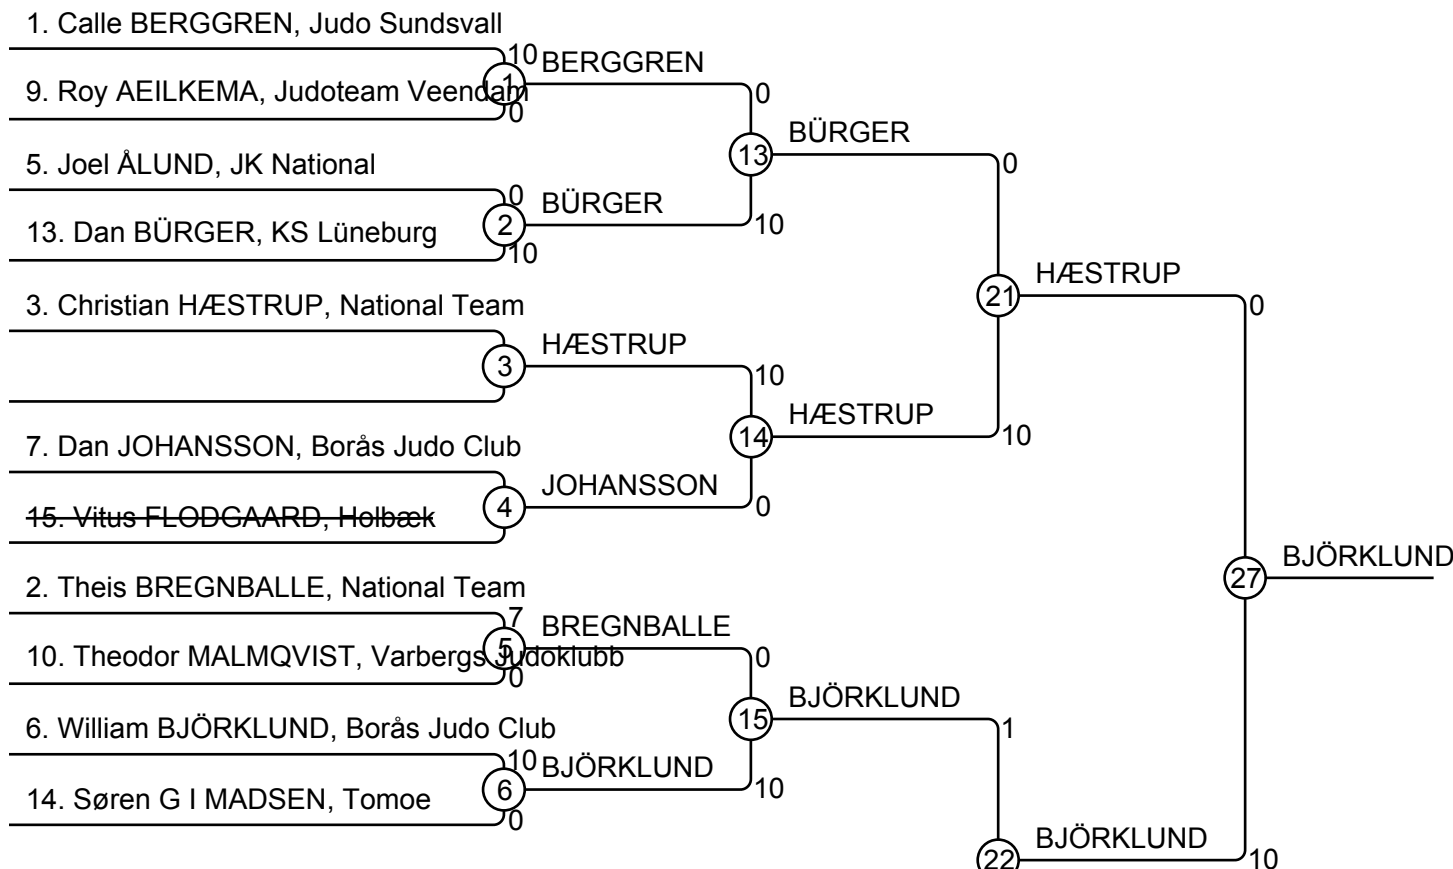 1. Calle BERGGREN, Judo Sundsvall
10
BERGGREN
1
9. Roy AEILKEMA, Judoteam Veendam
0
0
BÜRGER
13
5. Joel ÅLUND, JK National
0
0
BÜRGER
2
13. Dan BÜRGER, KS Lüneburg
10
10
HÆSTRUP
21
3. Christian HÆSTRUP, National Team
0
HÆSTRUP
3
10
HÆSTRUP
14
10
7. Dan JOHANSSON, Borås Judo Club
JOHANSSON
4
0
15. Vitus FLODGAARD, Holbæk
BJÖRKLUND
27
2. Theis BREGNBALLE, National Team
7
BREGNBALLE
5
10. Theodor MALMQVIST, Varbergs Judoklubb
0
0
BJÖRKLUND
15
1
6. William BJÖRKLUND, Borås Judo Club
10
BJÖRKLUND
6
10
14. Søren G I MADSEN, Tomoe
0
BJÖRKLUND
22
10